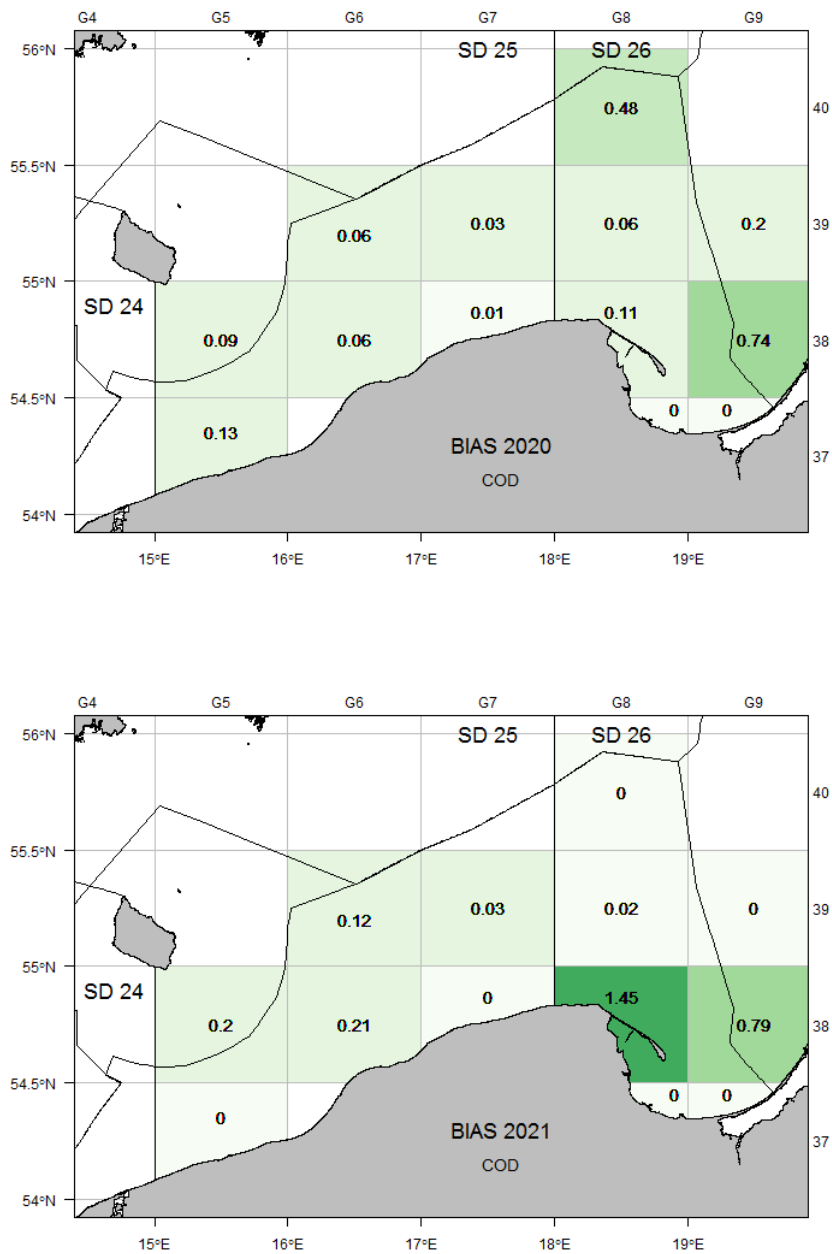 G4 G5 G6 G7 G8 G9
56°N SD 25 SD 26
0.48 40
55.5°N
0.06 0.03 0.06 0.2 39
55°N
SD 24 0.01 0.11
0.09 0.06 0.74 38
54.5°N
0 0
0.13
BIAS 2020 37
COD
54°N
15°E 16°E 17°E 18°E 19°E
G4 G5 G6 G7 G8 G9
56°N SD 25 SD 26
0 40
55.5°N
0.12 0.03 0.02 0 39
55°N
SD 24 0 1.45
0.2 0.21 0.79 38
54.5°N
0 0
0
BIAS 2021 37
COD
54°N
15°E 16°E 17°E 18°E 19°E